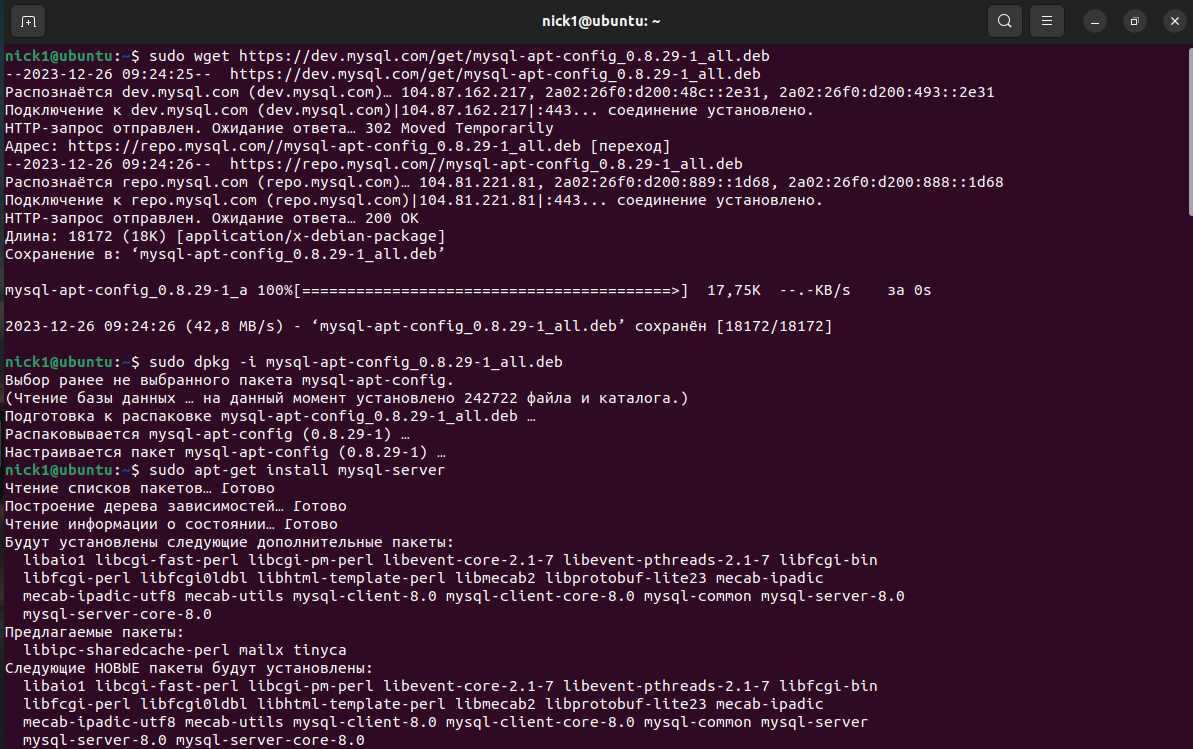 nick1@ubuntu: ~
nick1@ubuntu:~$ sudo wget https://dev.mysql.com/get/mysql-apt-config_0.8.29-1_all.deb
--2023-12-26 09:24:25--  https://dev.mysql.com/get/mysql-apt-config_0.8.29-1_all.deb
Распознаётся dev.mysql.com (dev.mysql.com)… 104.87.162.217, 2a02:26f0:d200:48c::2e31, 2a02:26f0:d200:493::2e31
Подключение к dev.mysql.com (dev.mysql.com)|104.87.162.217|:443... соединение установлено.
HTTP-запрос отправлен. Ожидание ответа… 302 Moved Temporarily
Адрес: https://repo.mysql.com//mysql-apt-config_0.8.29-1_all.deb [переход]
--2023-12-26 09:24:26--  https://repo.mysql.com//mysql-apt-config_0.8.29-1_all.deb
Распознаётся repo.mysql.com (repo.mysql.com)… 104.81.221.81, 2a02:26f0:d200:889::1d68, 2a02:26f0:d200:888::1d68
Подключение к repo.mysql.com (repo.mysql.com)|104.81.221.81|:443... соединение установлено.
HTTP-запрос отправлен. Ожидание ответа… 200 OK
Длина: 18172 (18K) [application/x-debian-package]
Сохранение в: ‘mysql-apt-config_0.8.29-1_all.deb’
mysql-apt-config_0.8.29-1_a 100%[=========================================>]  17,75K  --.-KB/s    за 0s
2023-12-26 09:24:26 (42,8 MB/s) - ‘mysql-apt-config_0.8.29-1_all.deb’ сохранён [18172/18172]
nick1@ubuntu:~$ sudo dpkg -i mysql-apt-config_0.8.29-1_all.deb
Выбор ранее не выбранного пакета mysql-apt-config.
(Чтение базы данных … на данный момент установлено 242722 файла и каталога.)
Подготовка к распаковке mysql-apt-config_0.8.29-1_all.deb …
Распаковывается mysql-apt-config (0.8.29-1) …
Настраивается пакет mysql-apt-config (0.8.29-1) …
nick1@ubuntu:~$ sudo apt-get install mysql-server
Чтение списков пакетов… Готово
Построение дерева зависимостей… Готово
Чтение информации о состоянии… Готово
Будут установлены следующие дополнительные пакеты:
  libaio1 libcgi-fast-perl libcgi-pm-perl libevent-core-2.1-7 libevent-pthreads-2.1-7 libfcgi-bin
  libfcgi-perl libfcgi0ldbl libhtml-template-perl libmecab2 libprotobuf-lite23 mecab-ipadic
  mecab-ipadic-utf8 mecab-utils mysql-client-8.0 mysql-client-core-8.0 mysql-common mysql-server-8.0
  mysql-server-core-8.0
Предлагаемые пакеты:
  libipc-sharedcache-perl mailx tinyca
Следующие НОВЫЕ пакеты будут установлены:
  libaio1 libcgi-fast-perl libcgi-pm-perl libevent-core-2.1-7 libevent-pthreads-2.1-7 libfcgi-bin
  libfcgi-perl libfcgi0ldbl libhtml-template-perl libmecab2 libprotobuf-lite23 mecab-ipadic
  mecab-ipadic-utf8 mecab-utils mysql-client-8.0 mysql-client-core-8.0 mysql-common mysql-server
  mysql-server-8.0 mysql-server-core-8.0